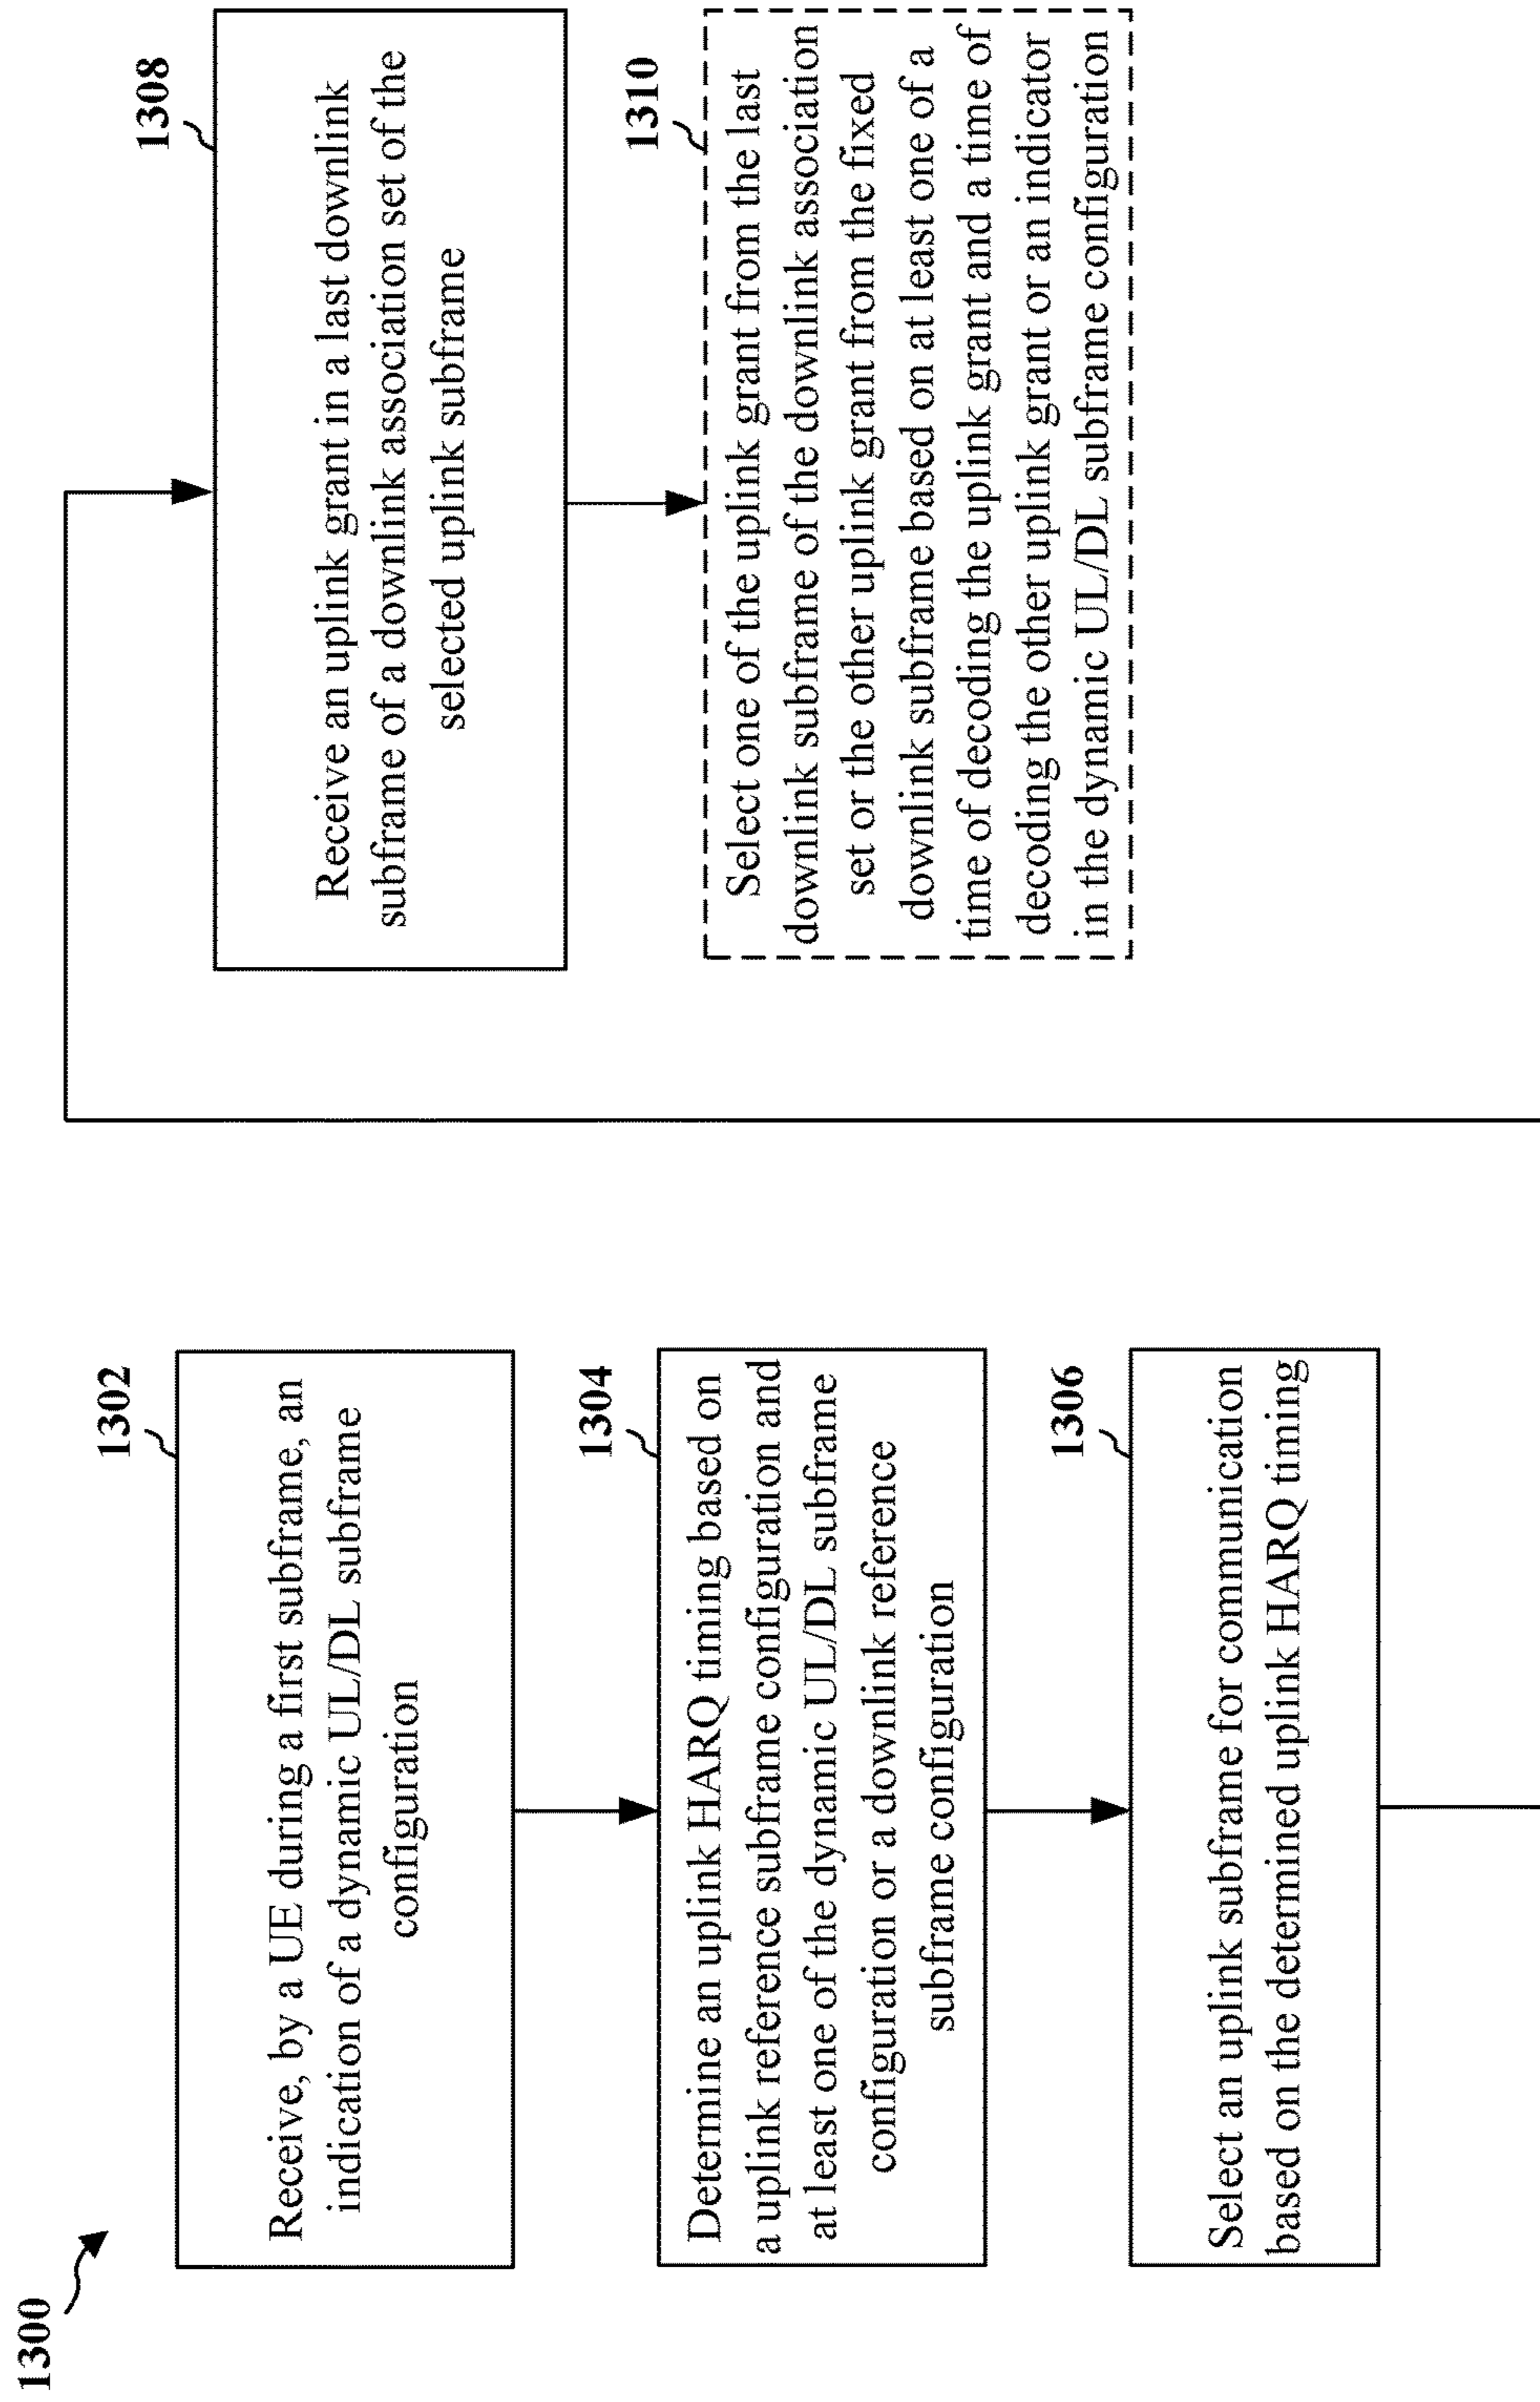 1300
1302
Receive, by a UE during a first subframe, an
indication of a dynamic UL/DL subframe
configuration
1304
Determine an uplink HARQ timing based on
a uplink reference subframe configuration and
at least one of the dynamic UL/DL subframe
configuration or a downlink reference
subframe configuration
1306
Select an uplink subframe for communication
based on the determined uplink HARQ timing
1308
Receive an uplink grant in a last downlink
subframe of a downlink association set of the
selected uplink subframe
1310
Select one of the uplink grant from the last
downlink subframe of the downlink association
set or the other uplink grant from the fixed
downlink subframe based on at least one of a
time of decoding the uplink grant and a time of
decoding the other uplink grant or an indicator
in the dynamic UL/DL subframe configuration